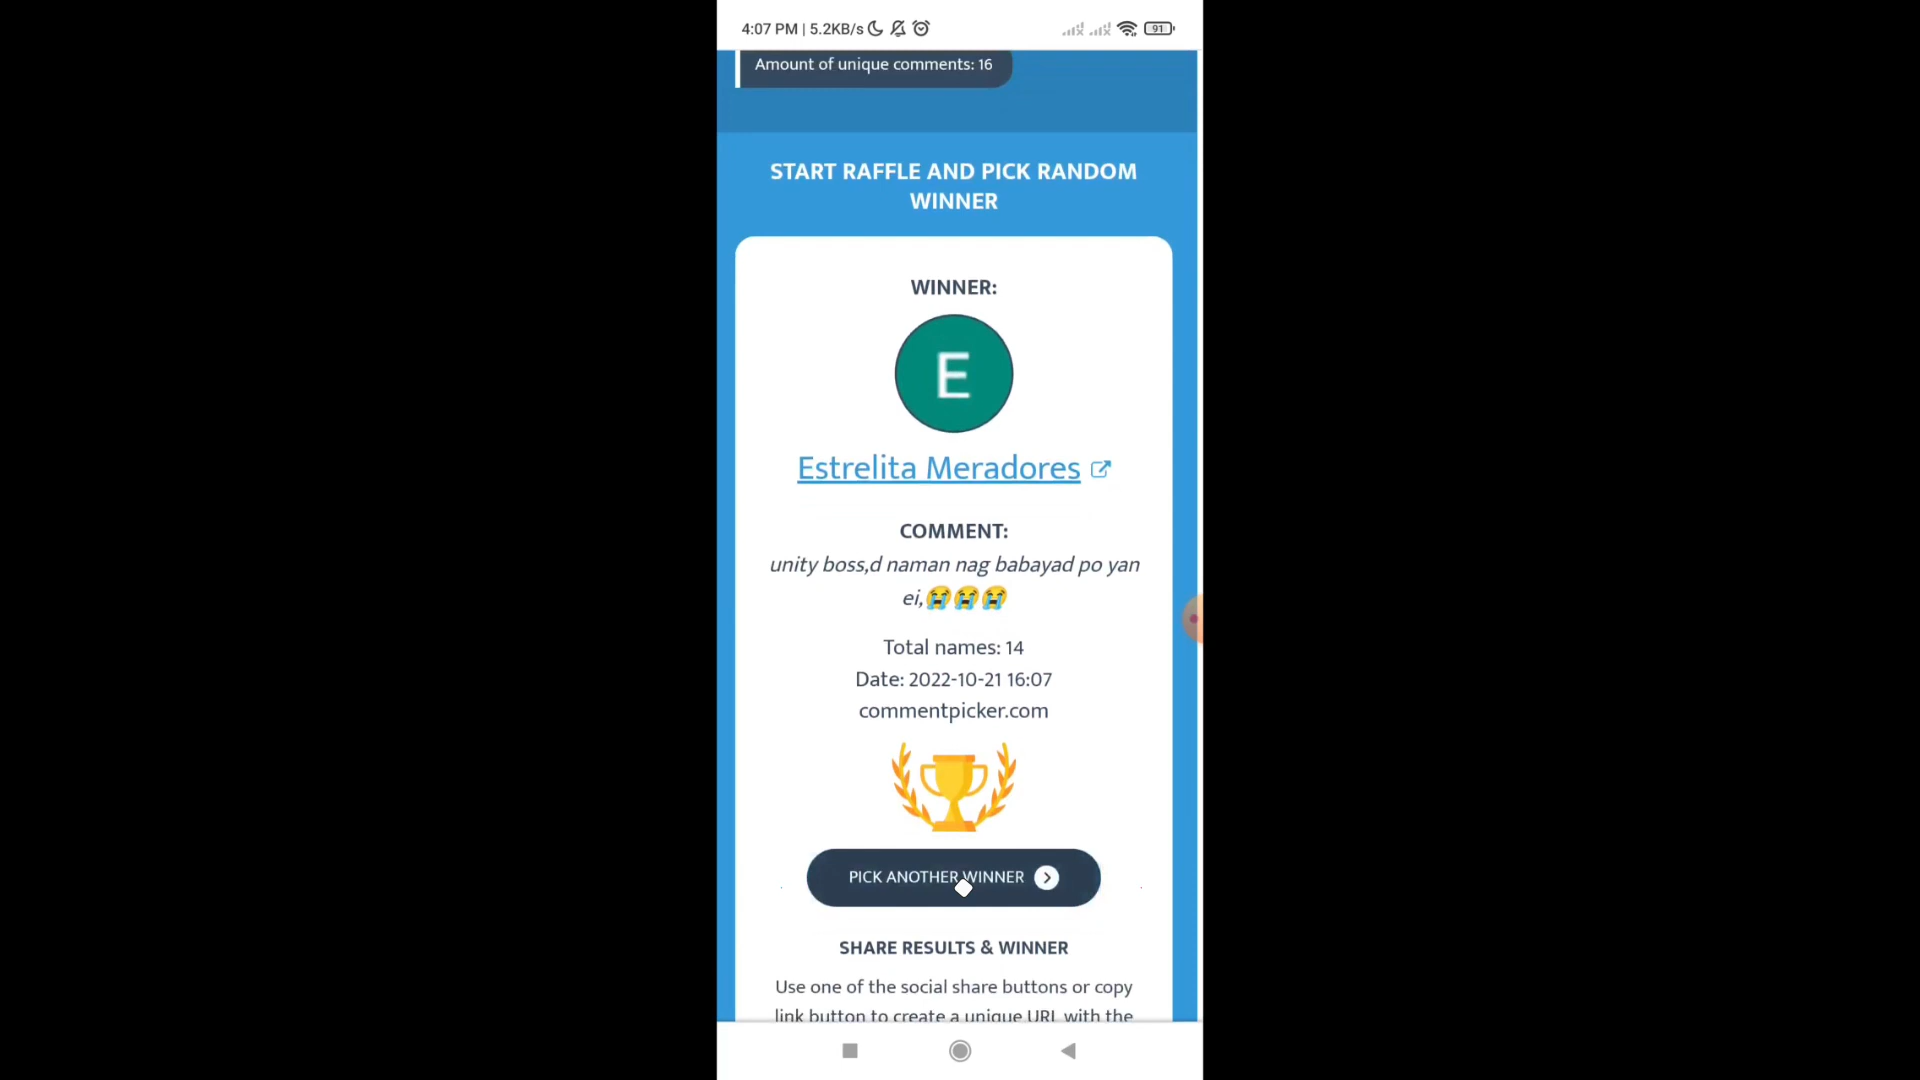 4:07 PM | 5.2KB/s
91
Amount of unique comments: 16
START RAFFLE AND PICK RANDOM
WINNER
WINNER:
E
Estrelita Meradores
COMMENT:
unity boss,d naman nag babayad po yan
ei,😭😭😭
Total names: 14
Date: 2022-10-21 16:07
commentpicker.com
PICK ANOTHER WINNER
SHARE RESULTS & WINNER
Use one of the social share buttons or copy
link button to create a unique URL with the